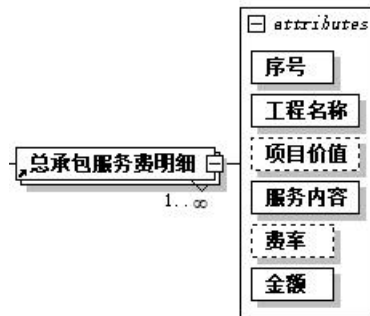 attributes
序号
工程名称
总承包服务费明细
项目价值
1..∞
服务内容
费率
金额